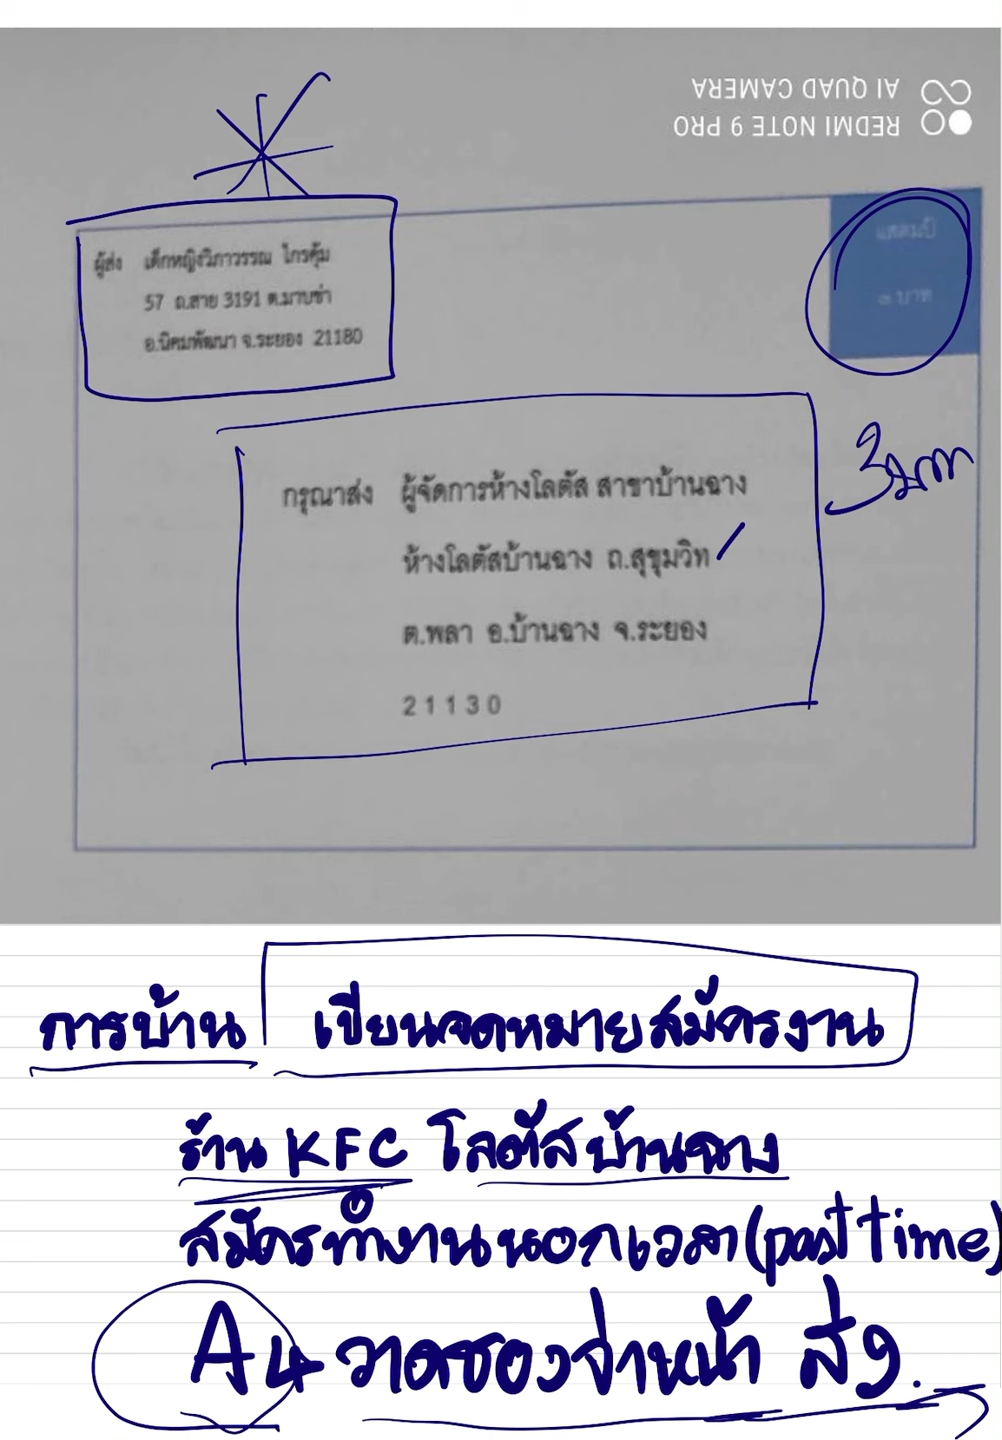 REDMI NOTE 9 PRO
AI QUAD CAMERA
แสตมป์
๓ บาท
ผู้ส่ง เด็กหญิงวิภาวรรณ ไกรคุ้ม
57 ถ.สาย 3191 ต.มาบข่า
อ.นิคมพัฒนา จ.ระยอง 21180
3 บาท
กรุณาส่ง ผู้จัดการห้างโลตัส สาขาบ้านฉาง
ห้างโลตัสบ้านฉาง ถ.สุขุมวิท
ต.พลา อ.บ้านฉาง จ.ระยอง
21130
การบ้าน เขียนจดหมายสมัครงาน
ร้าน KFC โลตัสบ้านฉาง
สมัครทำงานนอกเวลา (past time)
A4 วาดซองจ่าหน้า ส่ง.